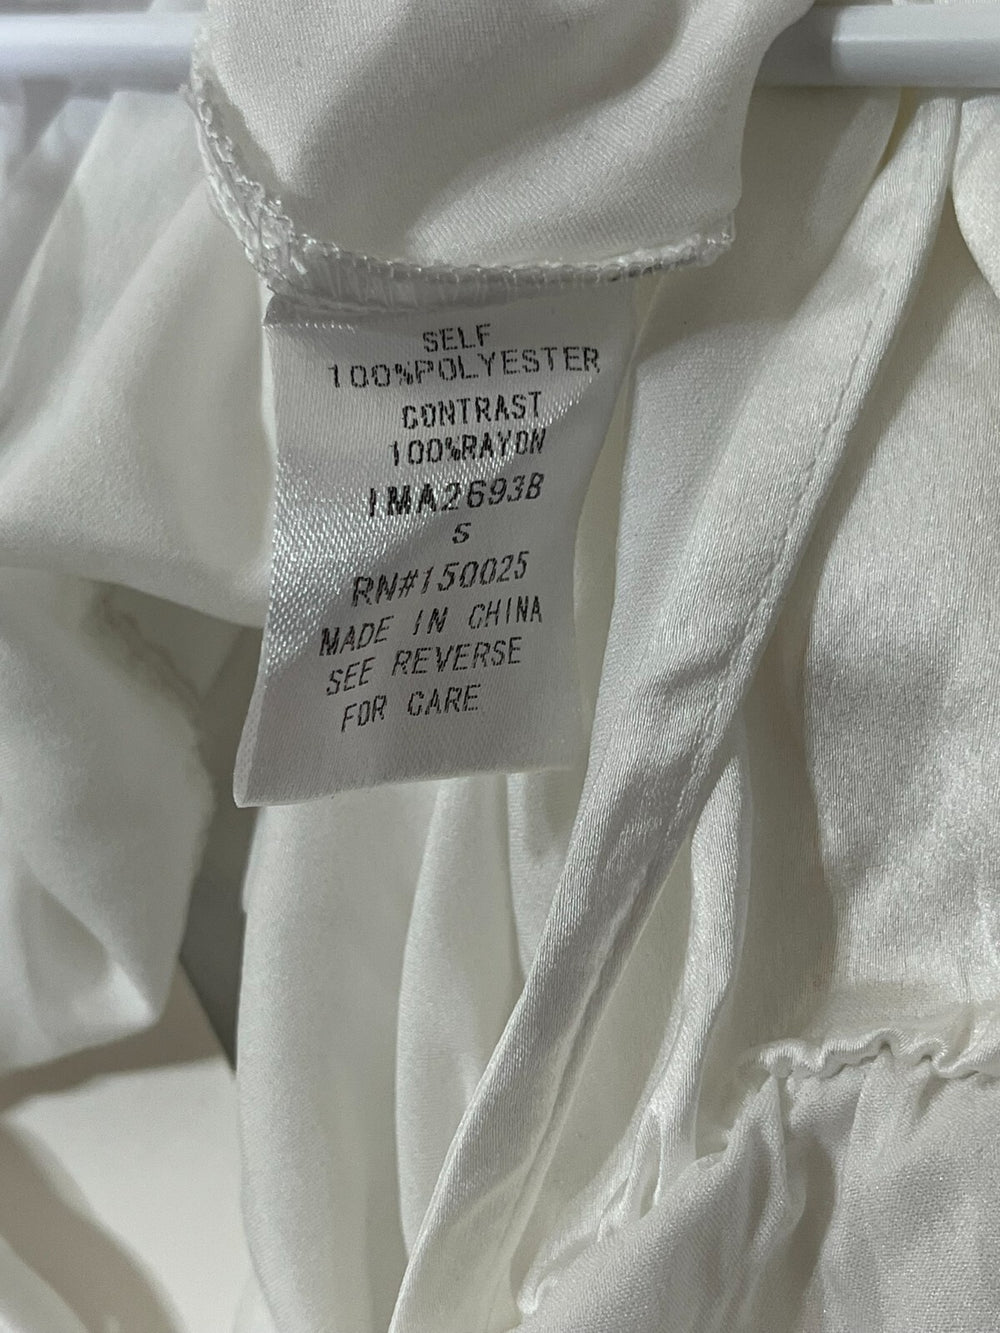 SELF
100%POLYESTER
CONTRAST
100%RAYON
IMA2693B
S
RN#150025
MADE IN CHINA
SEE REVERSE
FOR CARE